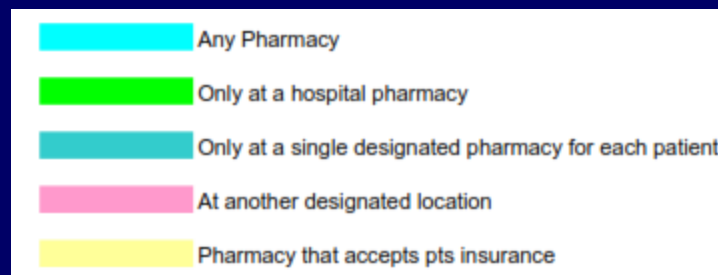 Any Pharmacy
Only at a hospital pharmacy
Only at a single designated pharmacy for each patient
At another designated location
Pharmacy that accepts pts insurance